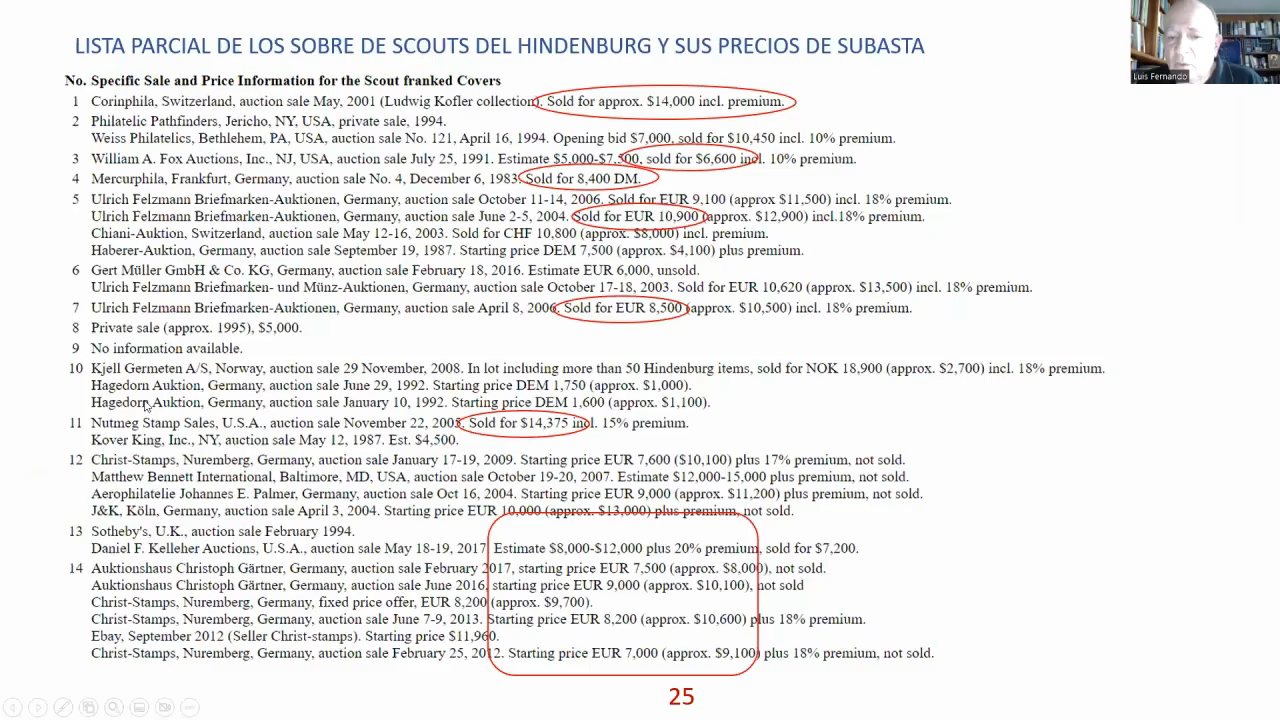 LISTA PARCIAL DE LOS SOBRE DE SCOUTS DEL HINDENBURG Y SUS PRECIOS DE SUBASTA
Luis Fernando
No. Specific Sale and Price Information for the Scout franked Covers
1 Corinphila, Switzerland, auction sale May, 2001 (Ludwig Kofler collection). Sold for approx. $14,000 incl. premium.
2 Philatelic Pathfinders, Jericho, NY, USA, private sale, 1994.
Weiss Philatelics, Bethlehem, PA, USA, auction sale No. 121, April 16, 1994. Opening bid $7,000, sold for $10,450 incl. 10% premium.
3 William A. Fox Auctions, Inc., NJ, USA, auction sale July 25, 1991. Estimate $5,000-$7,500, sold for $6,600 incl. 10% premium.
4 Mercurphila, Frankfurt, Germany, auction sale No. 4, December 6, 1983. Sold for 8,400 DM.
5 Ulrich Felzmann Briefmarken-Auktionen, Germany, auction sale October 11-14, 2006. Sold for EUR 9,100 (approx $11,500) incl. 18% premium.
Ulrich Felzmann Briefmarken-Auktionen, Germany, auction sale June 2-5, 2004. Sold for EUR 10,900 (approx. $12,900) incl.18% premium.
Chiani-Auktion, Switzerland, auction sale May 12-16, 2003. Sold for CHF 10,800 (approx. $8,000) incl. premium.
Haberer-Auktion, Germany, auction sale September 19, 1987. Starting price DEM 7,500 (approx. $4,100) plus premium.
6 Gert Müller GmbH & Co. KG, Germany, auction sale February 18, 2016. Estimate EUR 6,000, unsold.
Ulrich Felzmann Briefmarken- und Münz-Auktionen, Germany, auction sale October 17-18, 2003. Sold for EUR 10,620 (approx. $13,500) incl. 18% premium.
7 Ulrich Felzmann Briefmarken-Auktionen, Germany, auction sale April 8, 2006. Sold for EUR 8,500 (approx. $10,500) incl. 18% premium.
8 Private sale (approx. 1995), $5,000.
9 No information available.
10 Kjell Germeten A/S, Norway, auction sale 29 November, 2008. In lot including more than 50 Hindenburg items, sold for NOK 18,900 (approx. $2,700) incl. 18% premium.
Hagedorn Auktion, Germany, auction sale June 29, 1992. Starting price DEM 1,750 (approx. $1,000).
Hagedorn Auktion, Germany, auction sale January 10, 1992. Starting price DEM 1,600 (approx. $1,100).
11 Nutmeg Stamp Sales, U.S.A., auction sale November 22, 2005. Sold for $14,375 incl. 15% premium.
Kover King, Inc., NY, auction sale May 12, 1987. Est. $4,500.
12 Christ-Stamps, Nuremberg, Germany, auction sale January 17-19, 2009. Starting price EUR 7,600 ($10,100) plus 17% premium, not sold.
Matthew Bennett International, Baltimore, MD, USA, auction sale October 19-20, 2007. Estimate $12,000-15,000 plus premium, not sold.
Aerophilatelie Johannes E. Palmer, Germany, auction sale Oct 16, 2004. Starting price EUR 9,000 ($11,200) plus premium, not sold.
J&K, Köln, Germany, auction sale April 3, 2004. Starting price EUR 10,000 (approx. $13,000) plus premium, not sold.
13 Sotheby's, U.K., auction sale February 1994.
Daniel F. Kelleher Auctions, U.S.A., auction sale May 18-19, 2017. Estimate $8,000-$12,000 plus 20% premium, sold for $7,200.
14 Auktionshaus Christoph Gärtner, Germany, auction sale February 2017, starting price EUR 7,500 (approx. $8,000), not sold.
Auktionshaus Christoph Gärtner, Germany, auction sale June 2016, starting price EUR 9,000 (approx. $10,100), not sold
Christ-Stamps, Nuremberg, Germany, fixed price offer, EUR 8,200 (approx. $9,700).
Christ-Stamps, Nuremberg, Germany, auction sale June 7-9, 2013. Starting price EUR 8,200 (approx. $10,600) plus 18% premium.
Ebay, September 2012 (Seller Christ-stamps). Starting price $11,960.
Christ-Stamps, Nuremberg, Germany, auction sale February 25, 2012. Starting price EUR 7,000 (approx. $9,100) plus 18% premium, not sold.
25